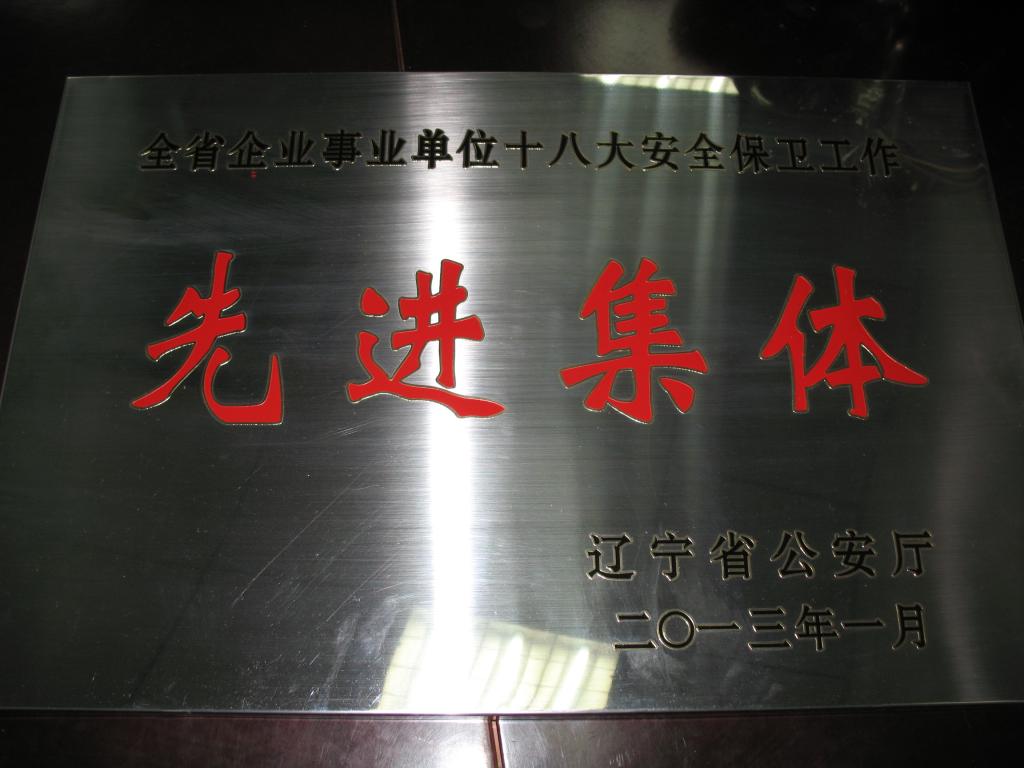 全省企业事业单位十八大安全保卫工作
先进集体
辽宁省公安厅
二〇一三年一月